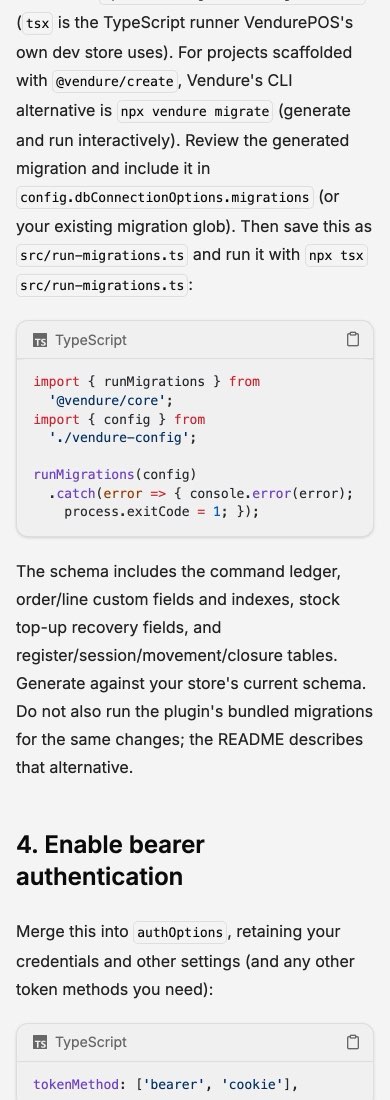 (tsx is the TypeScript runner VendurePOS's
own dev store uses). For projects scaffolded
with @vendure/create, Vendure's CLI
alternative is npx vendure migrate (generate
and run interactively). Review the generated
migration and include it in
config.dbConnectionOptions.migrations (or
your existing migration glob). Then save this as
src/run-migrations.ts and run it with npx tsx
src/run-migrations.ts:
TypeScript
import { runMigrations } from
'@vendure/core';
import { config } from
'./vendure-config';
runMigrations(config)
.catch(error => { console.error(error);
process.exitCode = 1; });
The schema includes the command ledger,
order/line custom fields and indexes, stock
top-up recovery fields, and
register/session/movement/closure tables.
Generate against your store's current schema.
Do not also run the plugin's bundled migrations
for the same changes; the README describes
that alternative.
4. Enable bearer
authentication
Merge this into authOptions, retaining your
credentials and other settings (and any other
token methods you need):
TypeScript
tokenMethod: ['bearer', 'cookie'],